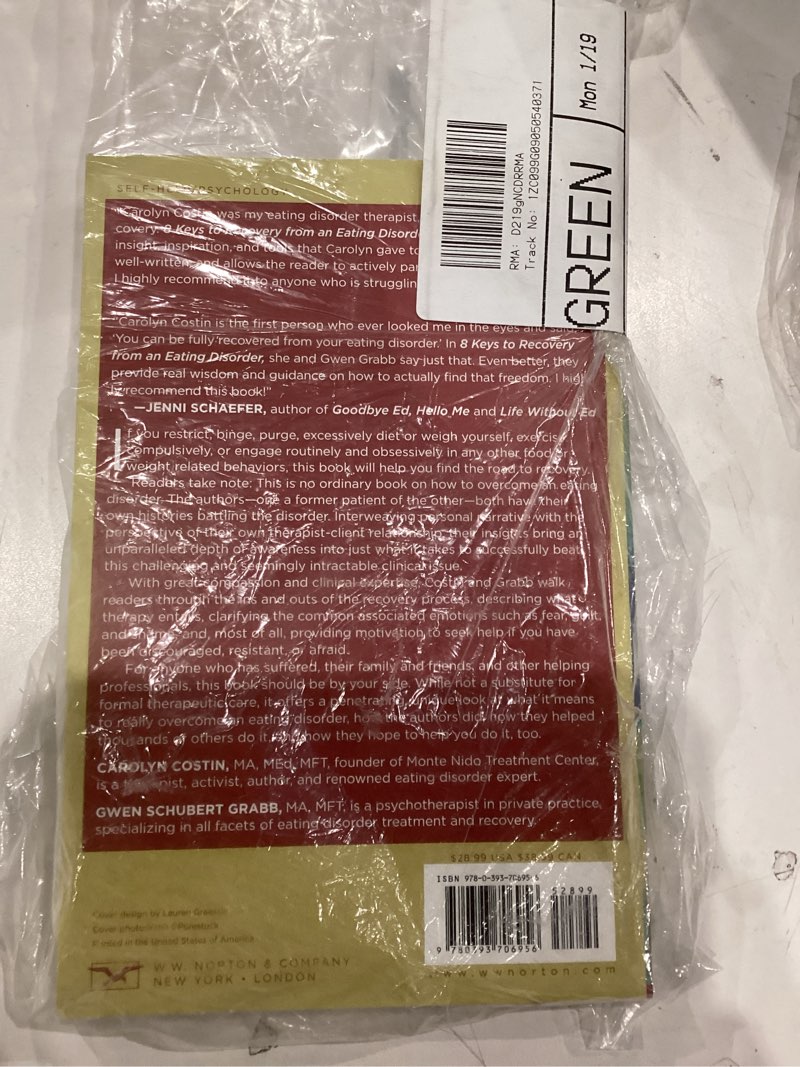 GREEN
Mon 1/19
RMA: D219gNCDRRMA
Track No: 1ZC099G09050540371
SELF-HELP/PSYCHOLOGY
"Carolyn Costin was my eating disorder therapist
covery. 8 Keys to Recovery from an Eating Disord
insight, inspiration, and tools that Carolyn gave to
well-written, and allows the reader to actively par
I highly recommend it to anyone who is strugglin
"Carolyn Costin is the first person who ever looked me in the eyes and said:
'You can be fully recovered from your eating disorder.' In 8 Keys to Recovery
from an Eating Disorder, she and Gwen Grabb say just that. Even better, they
provide real wisdom and guidance on how to actually find that freedom. I high
recommend this book!"
—JENNI SCHAEFER, author of Goodbye Ed, Hello Me and Life Without Ed
If you restrict, binge, purge, excessively diet or weigh yourself, exercise
compulsively, or engage routinely and obsessively in any other food or
weight related behaviors, this book will help you find the road to recovery.
Readers take note: This is no ordinary book on how to overcome an eating
disorder. The authors—one a former patient of the other—both have their
own histories battling the disorder. Interweaving personal narrative with the
perspective of their own therapist-client relationship, their insights bring an
unparalleled depth of awareness into just what it takes to successfully beat
this challenging and seemingly intractable clinical issue.
With great compassion and clinical expertise, Costin and Grabb walk
readers through the ins and outs of the recovery process, describing what
therapy entails, clarifying the common associated emotions such as fear, guilt,
and and, most of all, providing motivation to seek help if you have
been discouraged, resistant, or afraid.
For anyone who has suffered, their family and friends, and other helping
professionals, this book should be by your side. While not a substitute for
formal therapeutic care, it offers a penetrating, unique look at what it means
to really overcome an eating disorder, how the authors did it, how they helped
thousands of others do it, how they hope to help you do it, too.
CAROLYN COSTIN, MA, MEd, MFT, founder of Monte Nido Treatment Center,
is a therapist, activist, author, and renowned eating disorder expert.
GWEN SCHUBERT GRABB, MA, MFT, is a psychotherapist in private practice,
specializing in all facets of eating disorder treatment and recovery.
$28.99 USA CAN.
ISBN 978-0-393-70695-6
52899
9 780393 706956
Cover design by Lauren
Cover
Printed in the United States of America
W. W. NORTON & COMPANY
NEW YORK • LONDON
www.wwnorton.com